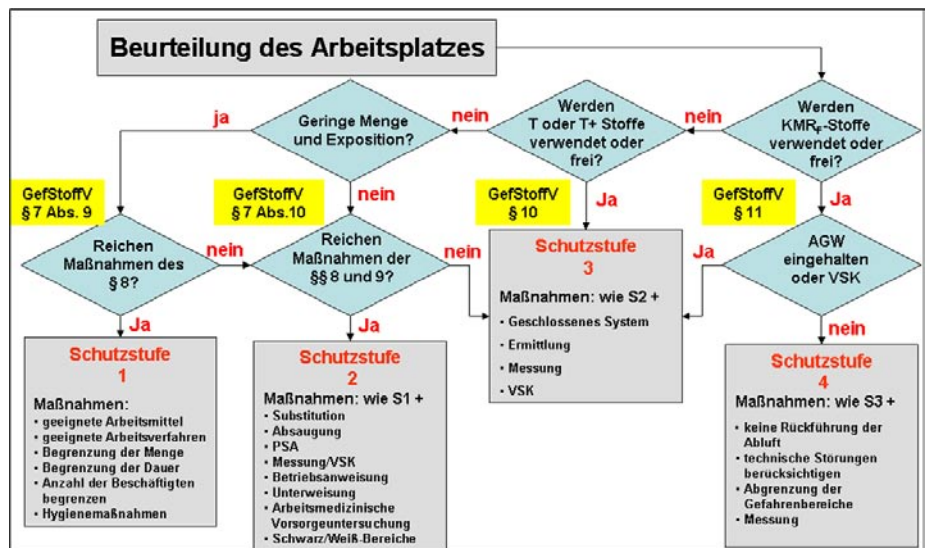 Beurteilung des Arbeitsplatzes
ja
Geringe Menge
und Exposition?
nein
Werden
T oder T+ Stoffe
verwendet oder
frei?
nein
Werden
KMRF-Stoffe
verwendet oder
frei?
GefStoffV
§ 7 Abs. 9
GefStoffV
§ 7 Abs.10
nein
GefStoffV
§ 10
Ja
GefStoffV
§ 11
Ja
Reichen
Maßnahmen des
§ 8?
nein
Reichen
Maßnahmen der
§§ 8 und 9?
nein
Ja
AGW
eingehalten
oder VSK
Ja
Ja
nein
Schutzstufe
1
Maßnahmen:
• geeignete Arbeitsmittel
• geeignete Arbeitsverfahren
• Begrenzung der Menge
• Begrenzung der Dauer
• Anzahl der Beschäftigten
begrenzen
• Hygienemaßnahmen
Schutzstufe
2
Maßnahmen: wie S1 +
• Substitution
• Absaugung
• PSA
• Messung/VSK
• Betriebsanweisung
• Unterweisung
• Arbeitsmedizinische
Vorsorgeuntersuchung
• Schwarz/Weiß-Bereiche
Schutzstufe
3
Maßnahmen: wie S2 +
• Geschlossenes System
• Ermittlung
• Messung
• VSK
Schutzstufe
4
Maßnahmen: wie S3 +
• keine Rückführung der
Abluft
• technische Störungen
berücksichtigen
• Abgrenzung der
Gefahrenbereiche
• Messung